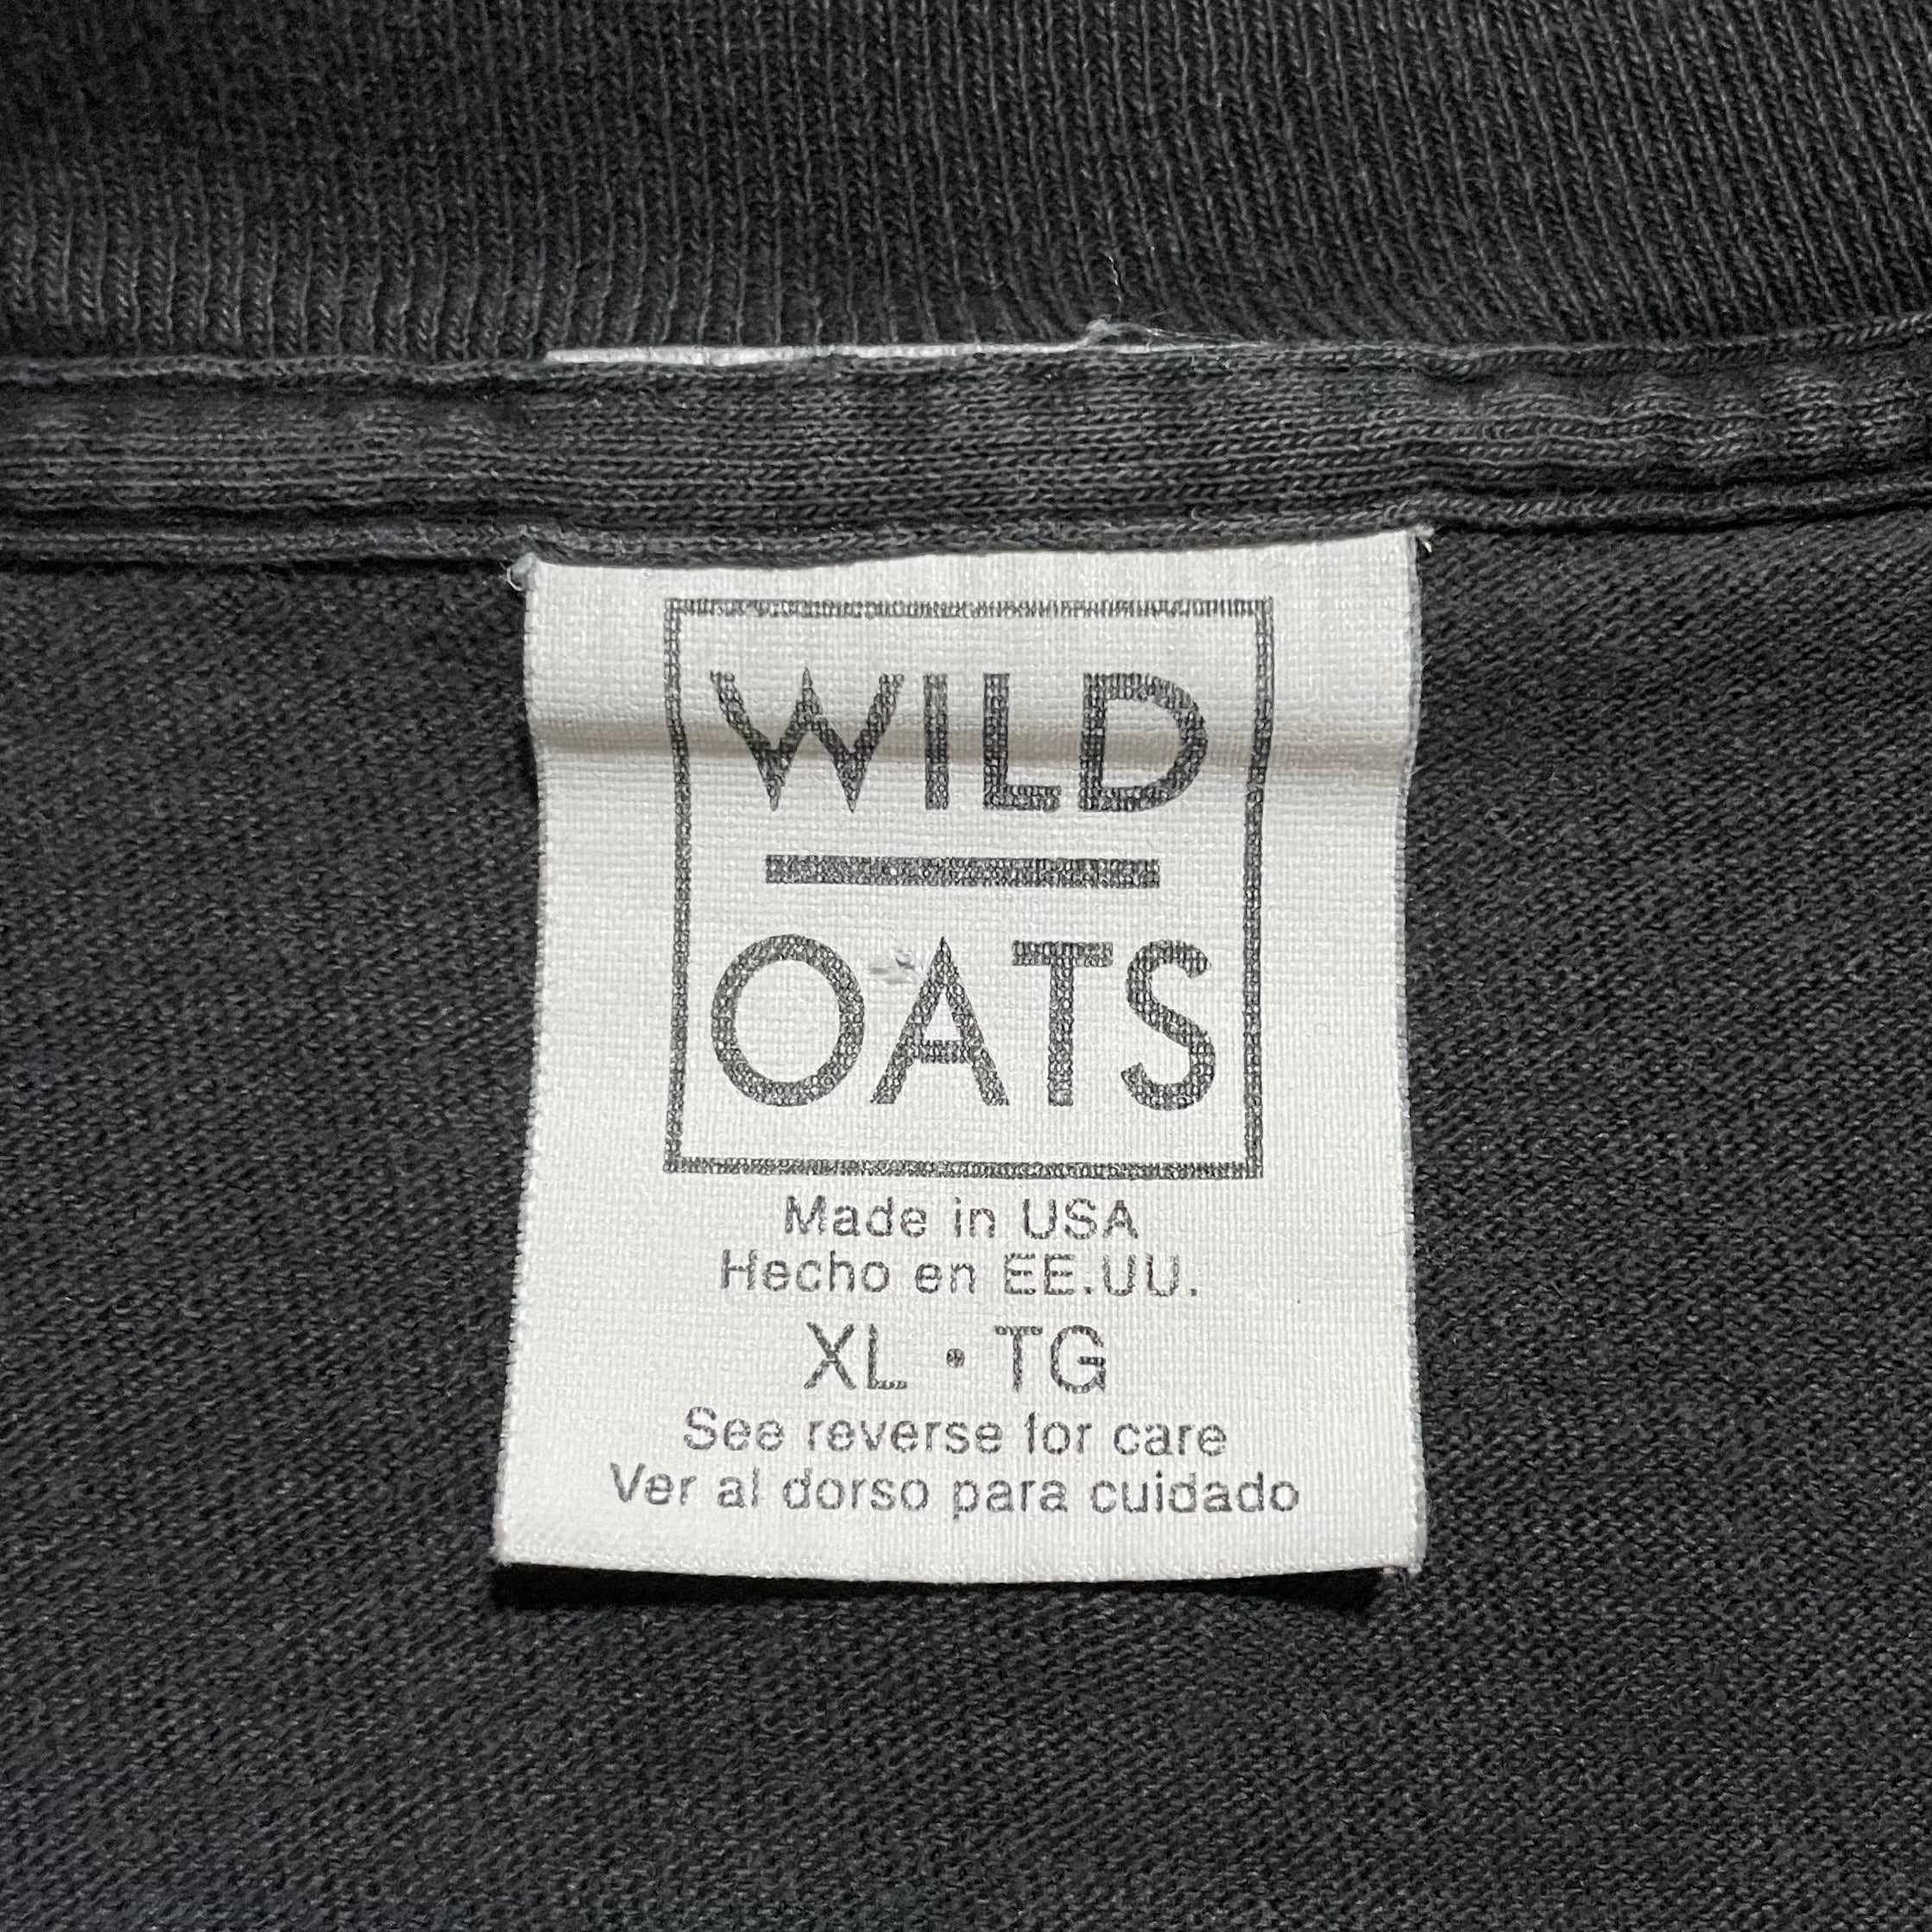 WILD
OATS
Made in USA
Hecho en EE.UU.
XL • TG
See reverse for care
Ver al dorso para cuidado